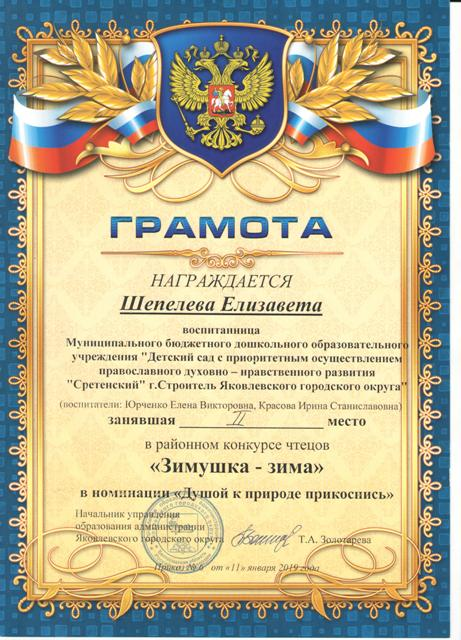 ГРАМОТА
НАГРАЖДАЕТСЯ
Шепелева Елизавета
воспитанница
Муниципального бюджетного дошкольного образовательного
учреждения "Детский сад с приоритетным осуществлением
православного духовно – нравственного развития
"Сретенский" г.Строитель Яковлевского городского округа"
(воспитатели: Юрченко Елена Викторовна, Красова Ирина Станиславовна)
занявшая II место
в районном конкурсе чтецов
«Зимушка - зима»
в номинации «Душой к природе прикоснись»
Начальник управления
образования администрации
Яковлевского городского округа Т.А. Золотарева
Приказ № 6 от "11" января 2019 года